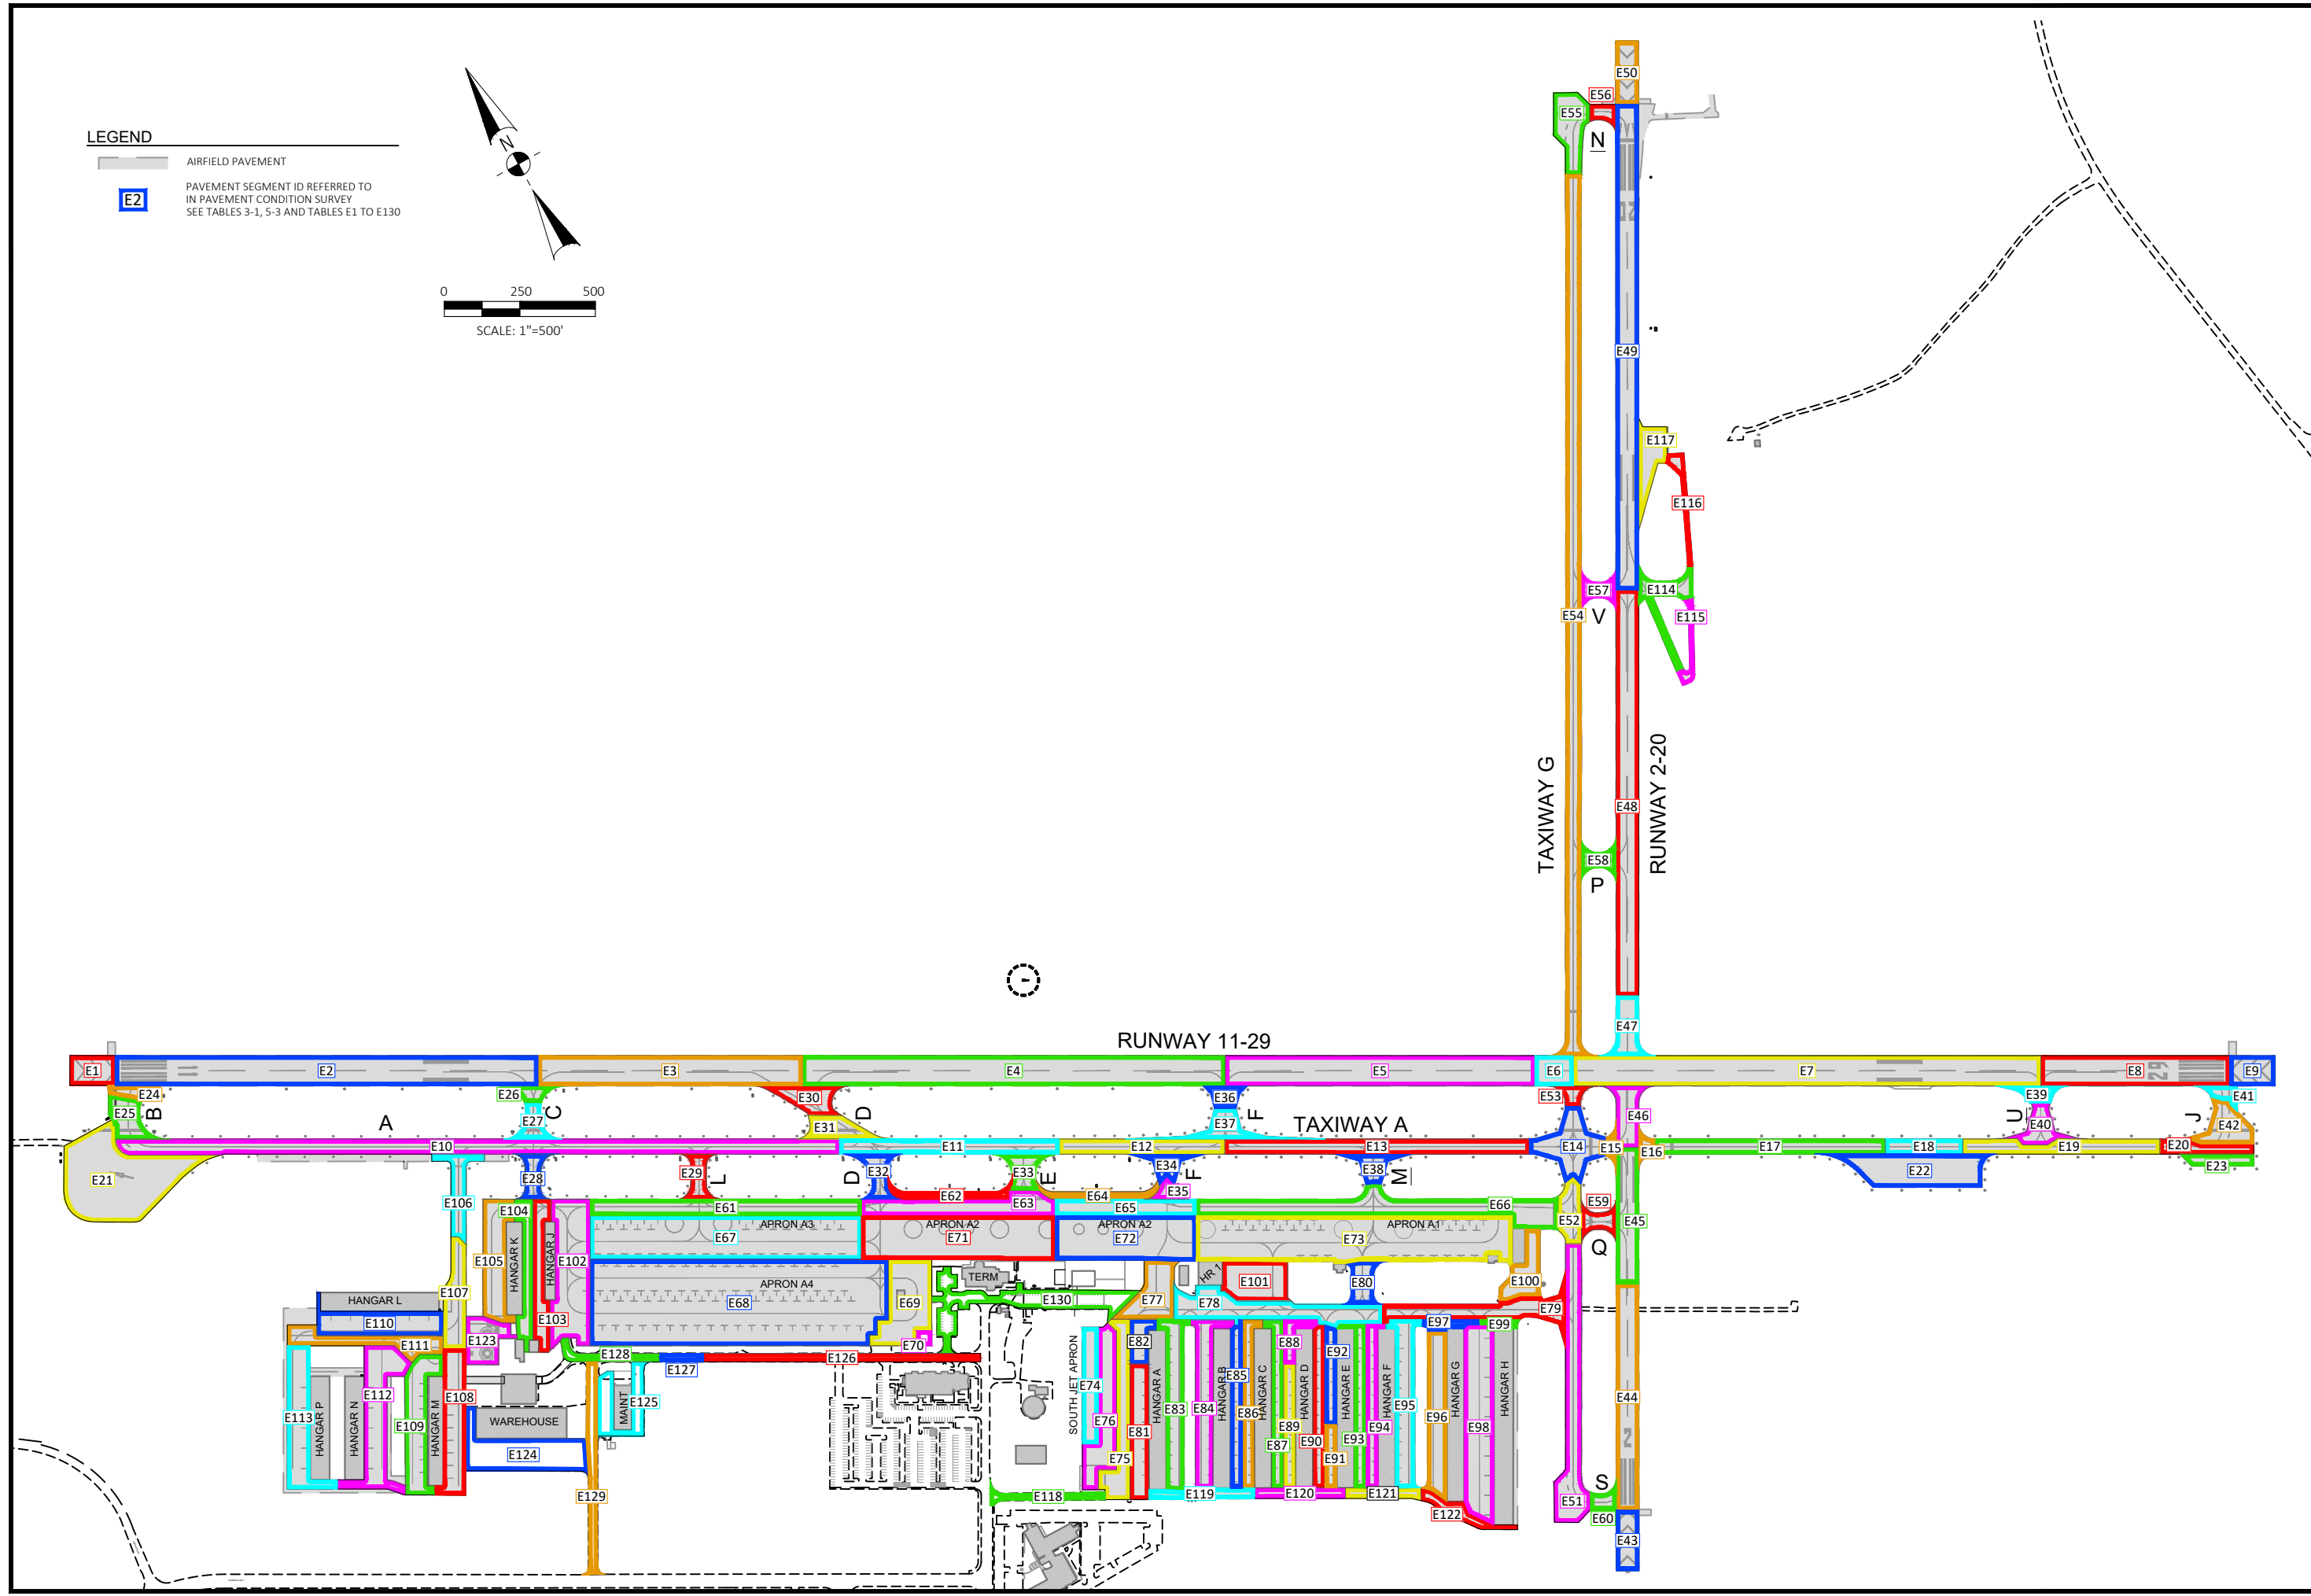 LEGEND
AIRFIELD PAVEMENT
E2
PAVEMENT SEGMENT ID REFERRED TO
IN PAVEMENT CONDITION SURVEY
SEE TABLES 3-1, 5-3 AND TABLES E1 TO E130
N
0 250 500
SCALE: 1"=500'
E50
E56
E55
N
20
E49
E117
E116
E57
E114
E54
V
E115
TAXIWAY G
RUNWAY 2-20
E48
E58
P
E47
RUNWAY 11-29
E1
11
E2
E3
E4
E5
E6
E7
E8
29
E9
E24
E25
B
A
E26
E27
C
E30
D
E31
E36
F
E37
TAXIWAY A
E53
E46
E39
U
E40
J
E41
E42
E10
E11
E12
E13
E14
E15
E16
E17
E18
E19
E20
E21
E22
E23
E28
E29
L
D
E32
E33
E
E34
F
E35
E38
M
E106
E104
E61
E62
E63
E64
E65
E66
E52
E59
E45
Q
APRON A3
APRON A2
APRON A2
APRON A1
E67
E71
E72
E73
E105
HANGAR K
HANGAR J
E102
E107
APRON A4
E68
E69
TERM
HR 1
E101
E80
E100
HANGAR L
E110
E130
E77
E78
E79
E103
E123
E111
E70
E128
E127
E126
E82
E88
E92
E97
E99
E113
HANGAR P
HANGAR N
E112
E109
HANGAR M
E108
WAREHOUSE
E124
MAINT
E125
E129
SOUTH JET APRON
E74
E76
E75
E81
HANGAR A
E83
E84
HANGAR B
E85
E86
HANGAR C
E87
E89
HANGAR D
E90
E91
HANGAR E
E93
E94
HANGAR F
E95
E96
HANGAR G
E98
HANGAR H
E44
2
E118
E119
E120
E121
E122
S
E51
E60
E43